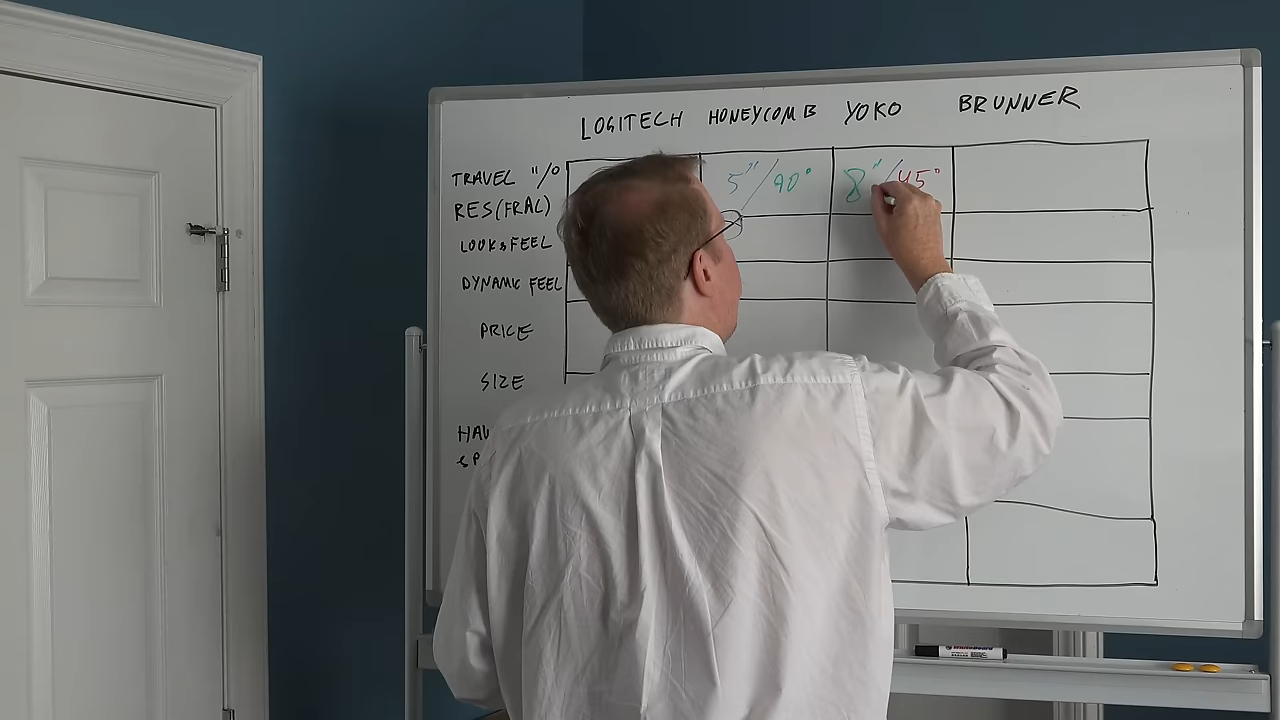 LOGITECH HONEYCOMB YOKO BRUNNER
TRAVEL "/° 5"/90° 8"/45°
RES(FRAC)
LOOK & FEEL
DYNAMIC FEEL
PRICE
SIZE